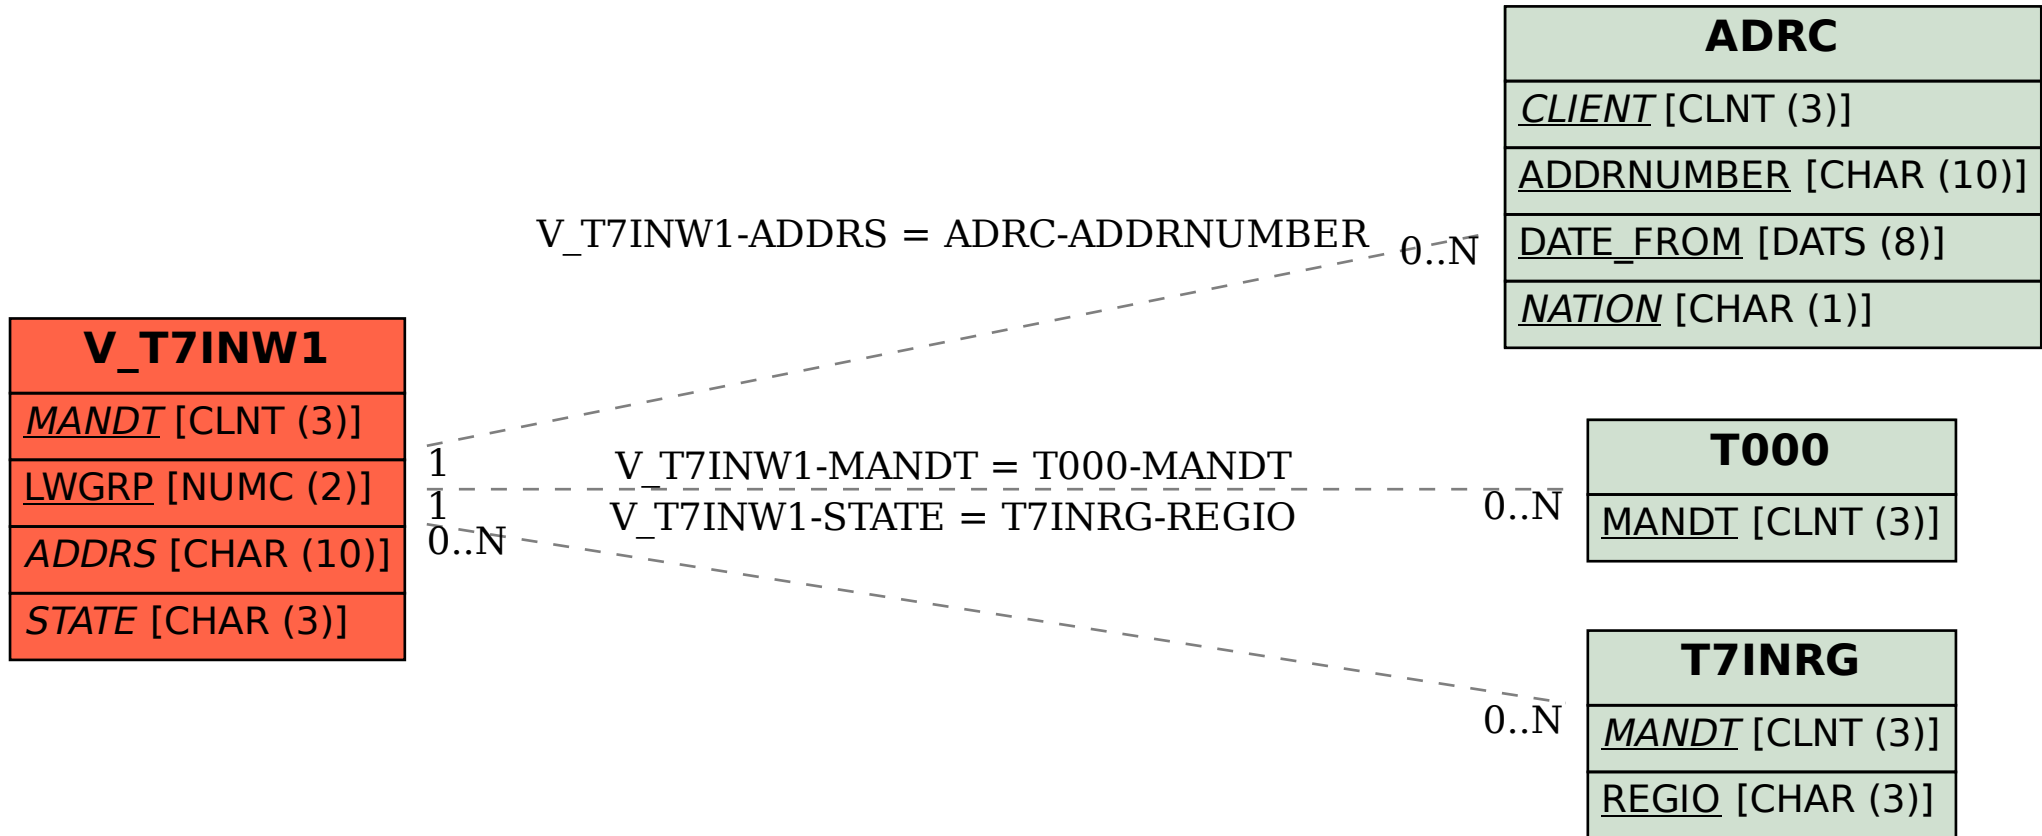 V_T7INW1
MANDT [CLNT (3)]
LWGRP [NUMC (2)]
ADDRS [CHAR (10)]
STATE [CHAR (3)]
V_T7INW1-ADDRS = ADRC-ADDRNUMBER
0..N
1
V_T7INW1-MANDT = T000-MANDT
1
0..N
V_T7INW1-STATE = T7INRG-REGIO
0..N
0..N
ADRC
CLIENT [CLNT (3)]
ADDRNUMBER [CHAR (10)]
DATE_FROM [DATS (8)]
NATION [CHAR (1)]
T000
MANDT [CLNT (3)]
T7INRG
MANDT [CLNT (3)]
REGIO [CHAR (3)]